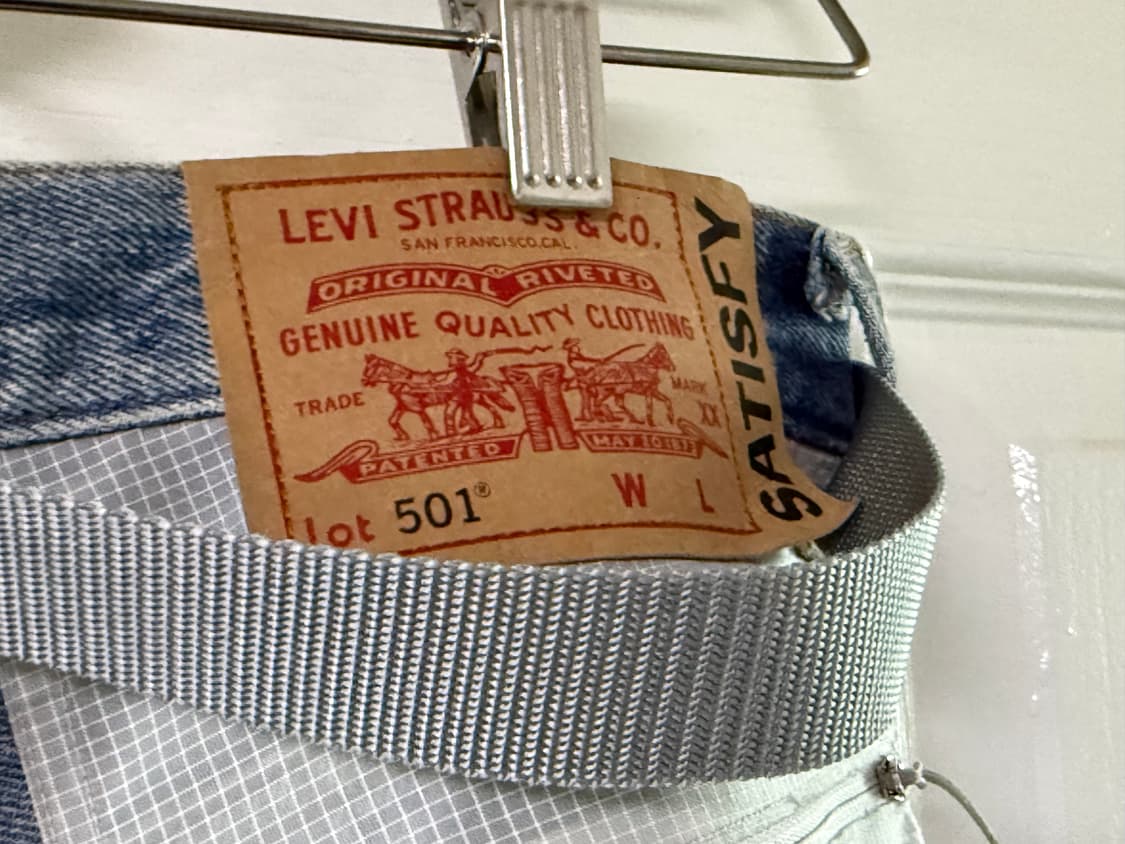 LEVI STRAUSS & CO.
SAN FRANCISCO, CAL.
ORIGINAL RIVETED
GENUINE QUALITY CLOTHING
TRADE MARK
XX
PATENTED MAY 20 1873
Lot 501® W L
SATISFY